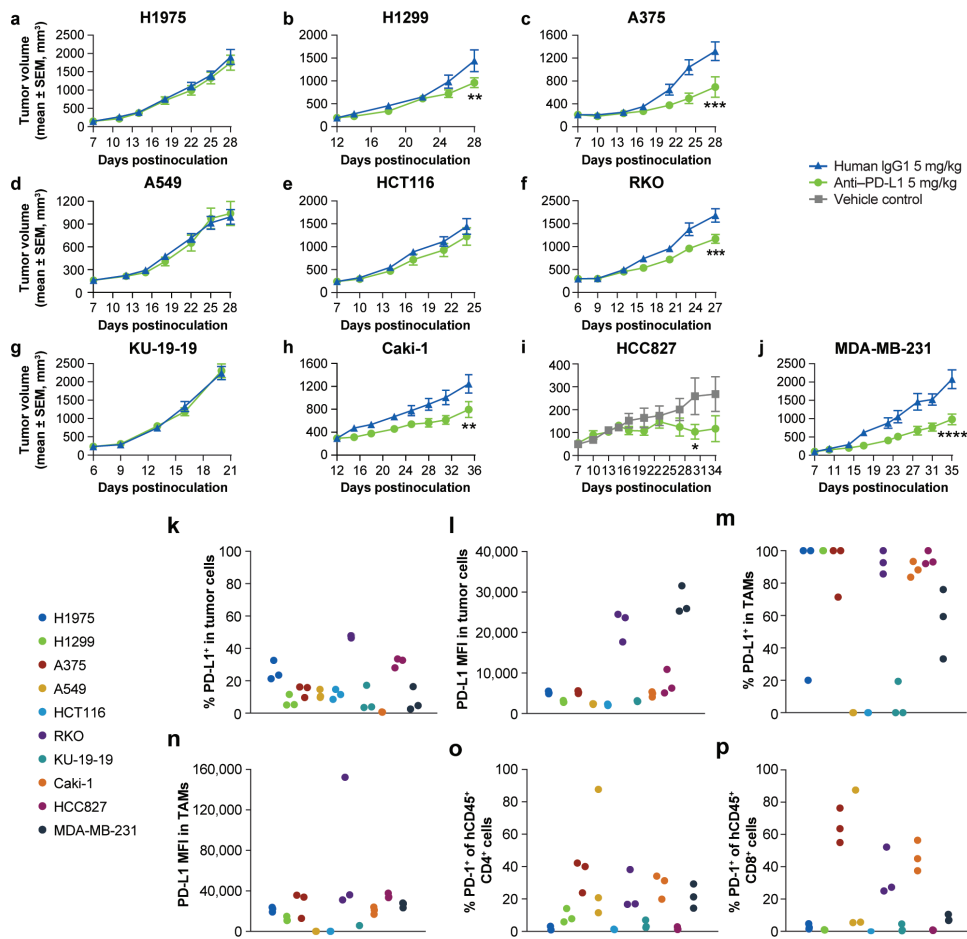 a H1975
Tumor volume
(mean ± SEM, mm³)
2500
2000
1500
1000
500
0
7 10 13 16 19 22 25 28
Days postinoculation
b H1299
2000
1500
1000
500
0
12 14 16 18 20 22 24 26 28
**
Days postinoculation
c A375
1600
1200
800
400
0
7 10 13 16 19 22 25 28
***
Days postinoculation
Human IgG1 5 mg/kg
Anti–PD-L1 5 mg/kg
Vehicle control
d A549
Tumor volume
(mean ± SEM, mm³)
1200
900
600
300
0
7 10 13 16 19 22 25 28
Days postinoculation
e HCT116
2000
1500
1000
500
0
7 10 13 16 19 22 25
Days postinoculation
f RKO
2000
1500
1000
500
0
6 9 12 15 18 21 24 27
***
Days postinoculation
g KU-19-19
Tumor volume
(mean ± SEM, mm³)
2500
2000
1500
1000
500
0
6 9 12 15 18 21
Days postinoculation
h Caki-1
1600
1200
800
400
0
12 16 20 24 28 32 36
**
Days postinoculation
i HCC827
400
300
200
100
0
7 10 13 16 19 22 25 28 31 34
*
Days postinoculation
j MDA-MB-231
2500
2000
1500
1000
500
0
7 11 15 19 23 27 31 35
****
Days postinoculation
H1975
H1299
A375
A549
HCT116
RKO
KU-19-19
Caki-1
HCC827
MDA-MB-231
k
% PD-L1⁺ in tumor cells
100
80
60
40
20
0
l
PD-L1 MFI in tumor cells
40,000
30,000
20,000
10,000
0
m
% PD-L1⁺ in TAMs
100
80
60
40
20
0
n
PD-L1 MFI in TAMs
160,000
120,000
80,000
40,000
0
o
% PD-1⁺ of hCD45⁺
CD4⁺ cells
100
80
60
40
20
0
p
% PD-1⁺ of hCD45⁺
CD8⁺ cells
100
80
60
40
20
0